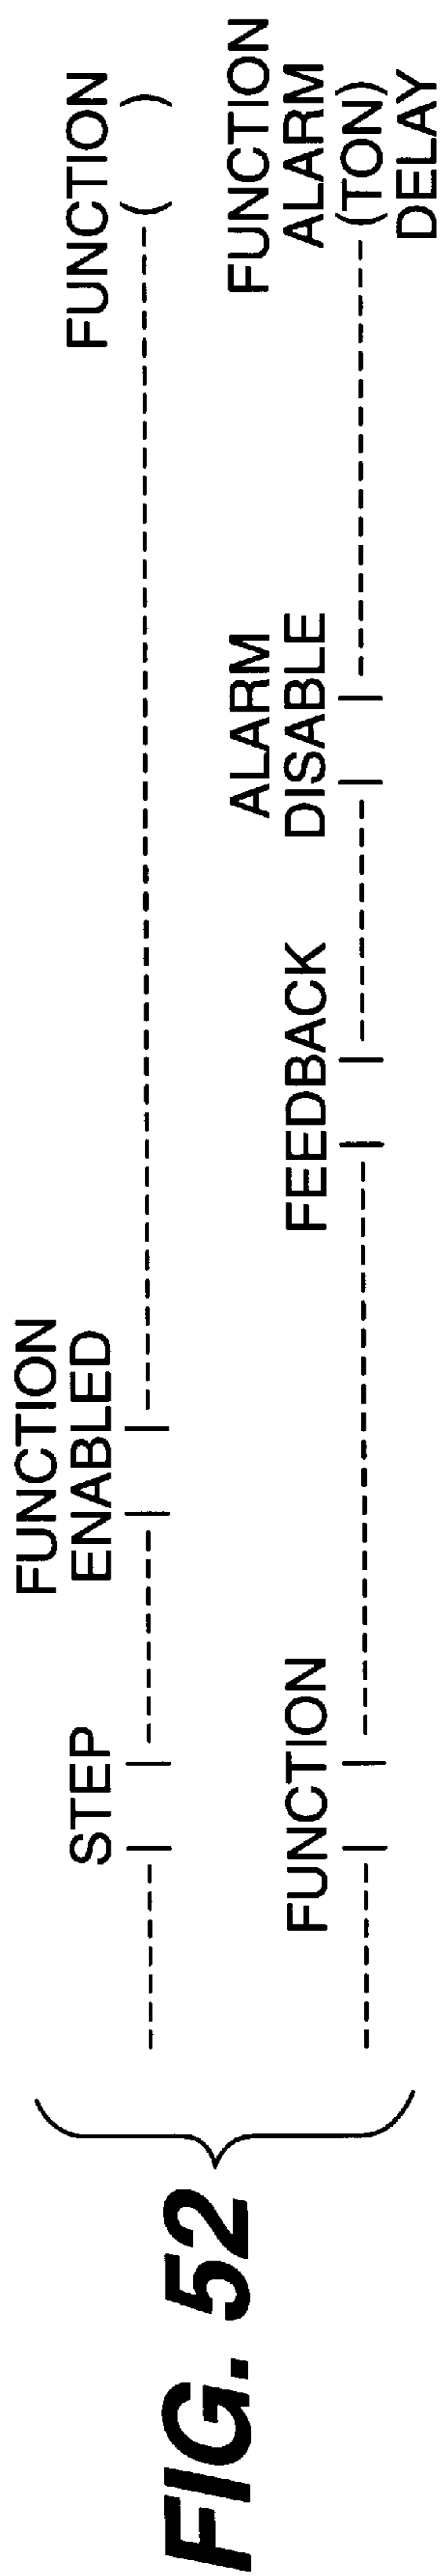 FUNCTION
STEP ENABLED FUNCTION
( )
FUNCTION
ALARM ALARM
FUNCTION FEEDBACK DISABLE (TON)
DELAY
FIG. 52